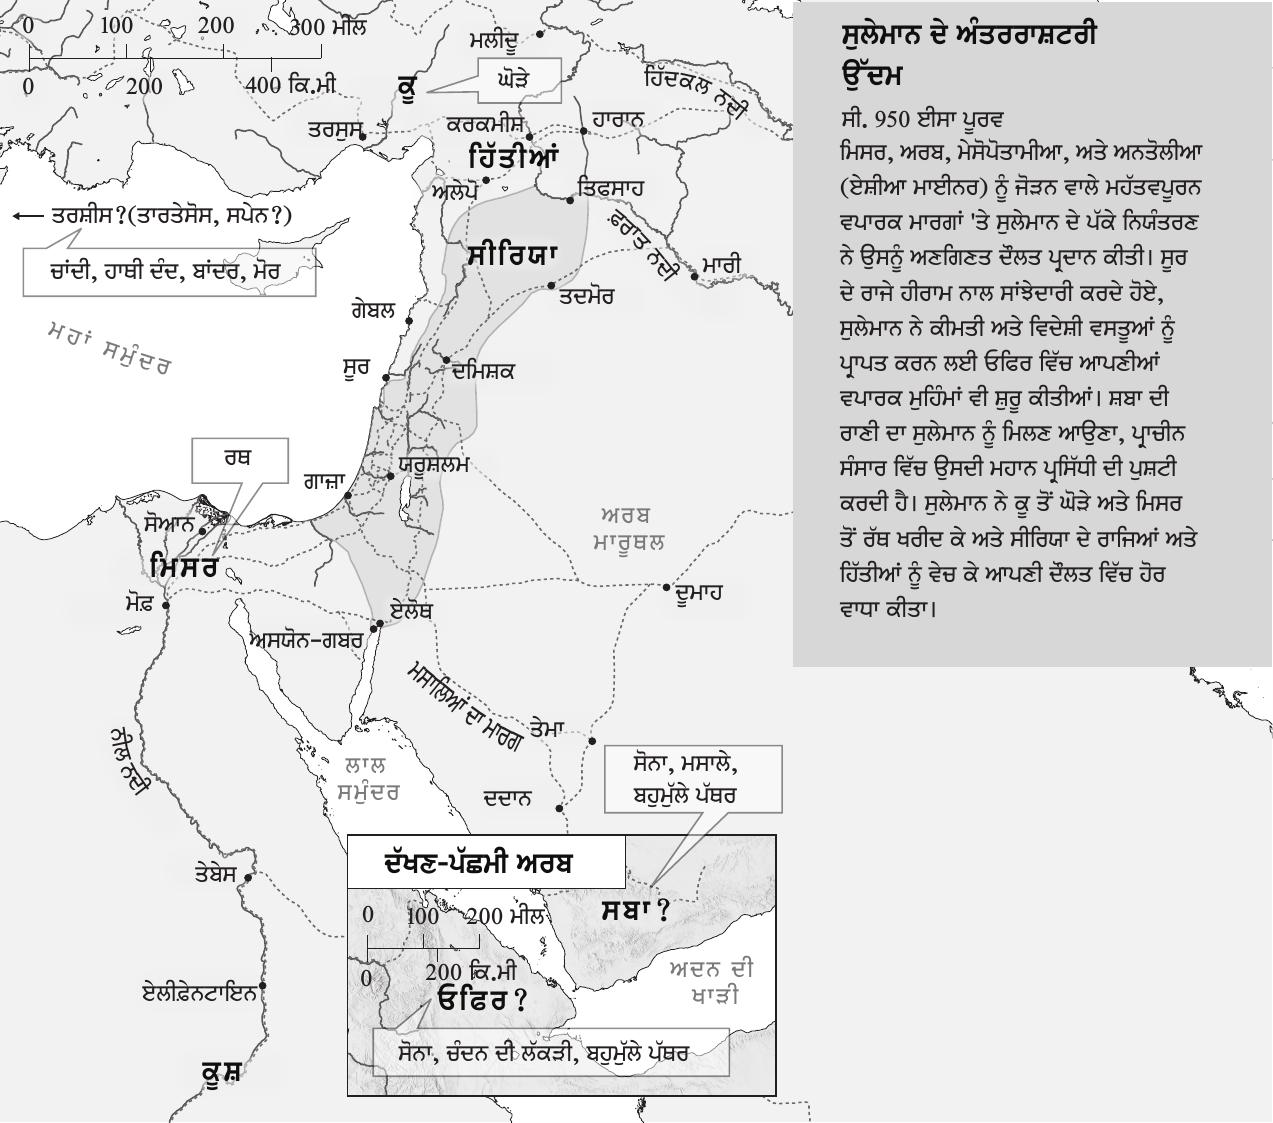 0 100 200 300 ਮੀਲ
0 200 400 ਕਿ.ਮੀ
ਮਲੀਦੂ
ਕੂ
ਘੋੜੇ
ਹਿੱਦਕਲ ਨਦੀ
ਤਰਸੁਸ
ਕਰਕਮੀਸ਼
ਹਾਰਾਨ
ਹਿੱਤੀਆਂ
ਅਲੇਪੋ
ਤਿਫਸਾਹ
← ਤਰਸ਼ੀਸ?(ਤਾਰਤੇਸੋਸ, ਸਪੇਨ?)
ਚਾਂਦੀ, ਹਾਥੀ ਦੰਦ, ਬਾਂਦਰ, ਮੋਰ
ਸੀਰਿਯਾ
ਫ਼ਰਾਤ ਨਦੀ
ਮਾਰੀ
ਤਦਮੋਰ
ਗੇਬਲ
ਮਹਾਂ ਸਮੁੰਦਰ
ਸੂਰ
ਦਮਿਸ਼ਕ
ਰਥ
ਯਰੂਸ਼ਲਮ
ਗਾਜ਼ਾ
ਸੋਆਨ
ਅਰਬ
ਮਾਰੂਥਲ
ਮਿਸਰ
ਮੋਫ਼
ਦੂਮਾਹ
ਏਲੋਥ
ਅਸਯੋਨ-ਗਬਰ
ਮਸਾਲਿਆਂ ਦਾ ਮਾਰਗ
ਤੇਮਾ
ਨੀਲ ਨਦੀ
ਲਾਲ
ਸਮੁੰਦਰ
ਦਦਾਨ
ਸੋਨਾ, ਮਸਾਲੇ,
ਬਹੁਮੁੱਲੇ ਪੱਥਰ
ਤੇਬੇਸ
ਏਲੀਫ਼ੇਨਟਾਇਨ
ਕੂਸ਼
ਦੱਖਣ-ਪੱਛਮੀ ਅਰਬ
0 100 200 ਮੀਲ
0 200 ਕਿ.ਮੀ
ਸਬਾ?
ਅਦਨ ਦੀ
ਖਾੜੀ
ਓਫਿਰ?
ਸੋਨਾ, ਚੰਦਨ ਦੀ ਲੱਕੜੀ, ਬਹੁਮੁੱਲੇ ਪੱਥਰ
ਸੁਲੇਮਾਨ ਦੇ ਅੰਤਰਰਾਸ਼ਟਰੀ
ਉੱਦਮ
ਸੀ. 950 ਈਸਾ ਪੂਰਵ
ਮਿਸਰ, ਅਰਬ, ਮੇਸੋਪੋਤਾਮੀਆ, ਅਤੇ ਅਨਤੋਲੀਆ
(ਏਸ਼ੀਆ ਮਾਈਨਰ) ਨੂੰ ਜੋੜਨ ਵਾਲੇ ਮਹੱਤਵਪੂਰਨ
ਵਪਾਰਕ ਮਾਰਗਾਂ 'ਤੇ ਸੁਲੇਮਾਨ ਦੇ ਪੱਕੇ ਨਿਯੰਤਰਣ
ਨੇ ਉਸਨੂੰ ਅਣਗਿਣਤ ਦੌਲਤ ਪ੍ਰਦਾਨ ਕੀਤੀ। ਸੂਰ
ਦੇ ਰਾਜੇ ਹੀਰਾਮ ਨਾਲ ਸਾਂਝੇਦਾਰੀ ਕਰਦੇ ਹੋਏ,
ਸੁਲੇਮਾਨ ਨੇ ਕੀਮਤੀ ਅਤੇ ਵਿਦੇਸ਼ੀ ਵਸਤੂਆਂ ਨੂੰ
ਪ੍ਰਾਪਤ ਕਰਨ ਲਈ ਓਫਿਰ ਵਿੱਚ ਆਪਣੀਆਂ
ਵਪਾਰਕ ਮੁਹਿੰਮਾਂ ਵੀ ਸ਼ੁਰੂ ਕੀਤੀਆਂ। ਸ਼ਬਾ ਦੀ
ਰਾਣੀ ਦਾ ਸੁਲੇਮਾਨ ਨੂੰ ਮਿਲਣ ਆਉਣਾ, ਪ੍ਰਾਚੀਨ
ਸੰਸਾਰ ਵਿੱਚ ਉਸਦੀ ਮਹਾਨ ਪ੍ਰਸਿੱਧੀ ਦੀ ਪੁਸ਼ਟੀ
ਕਰਦੀ ਹੈ। ਸੁਲੇਮਾਨ ਨੇ ਕੂ ਤੋਂ ਘੋੜੇ ਅਤੇ ਮਿਸਰ
ਤੋਂ ਰੱਥ ਖਰੀਦ ਕੇ ਅਤੇ ਸੀਰਿਯਾ ਦੇ ਰਾਜਿਆਂ ਅਤੇ
ਹਿੱਤੀਆਂ ਨੂੰ ਵੇਚ ਕੇ ਆਪਣੀ ਦੌਲਤ ਵਿੱਚ ਹੋਰ
ਵਾਧਾ ਕੀਤਾ।